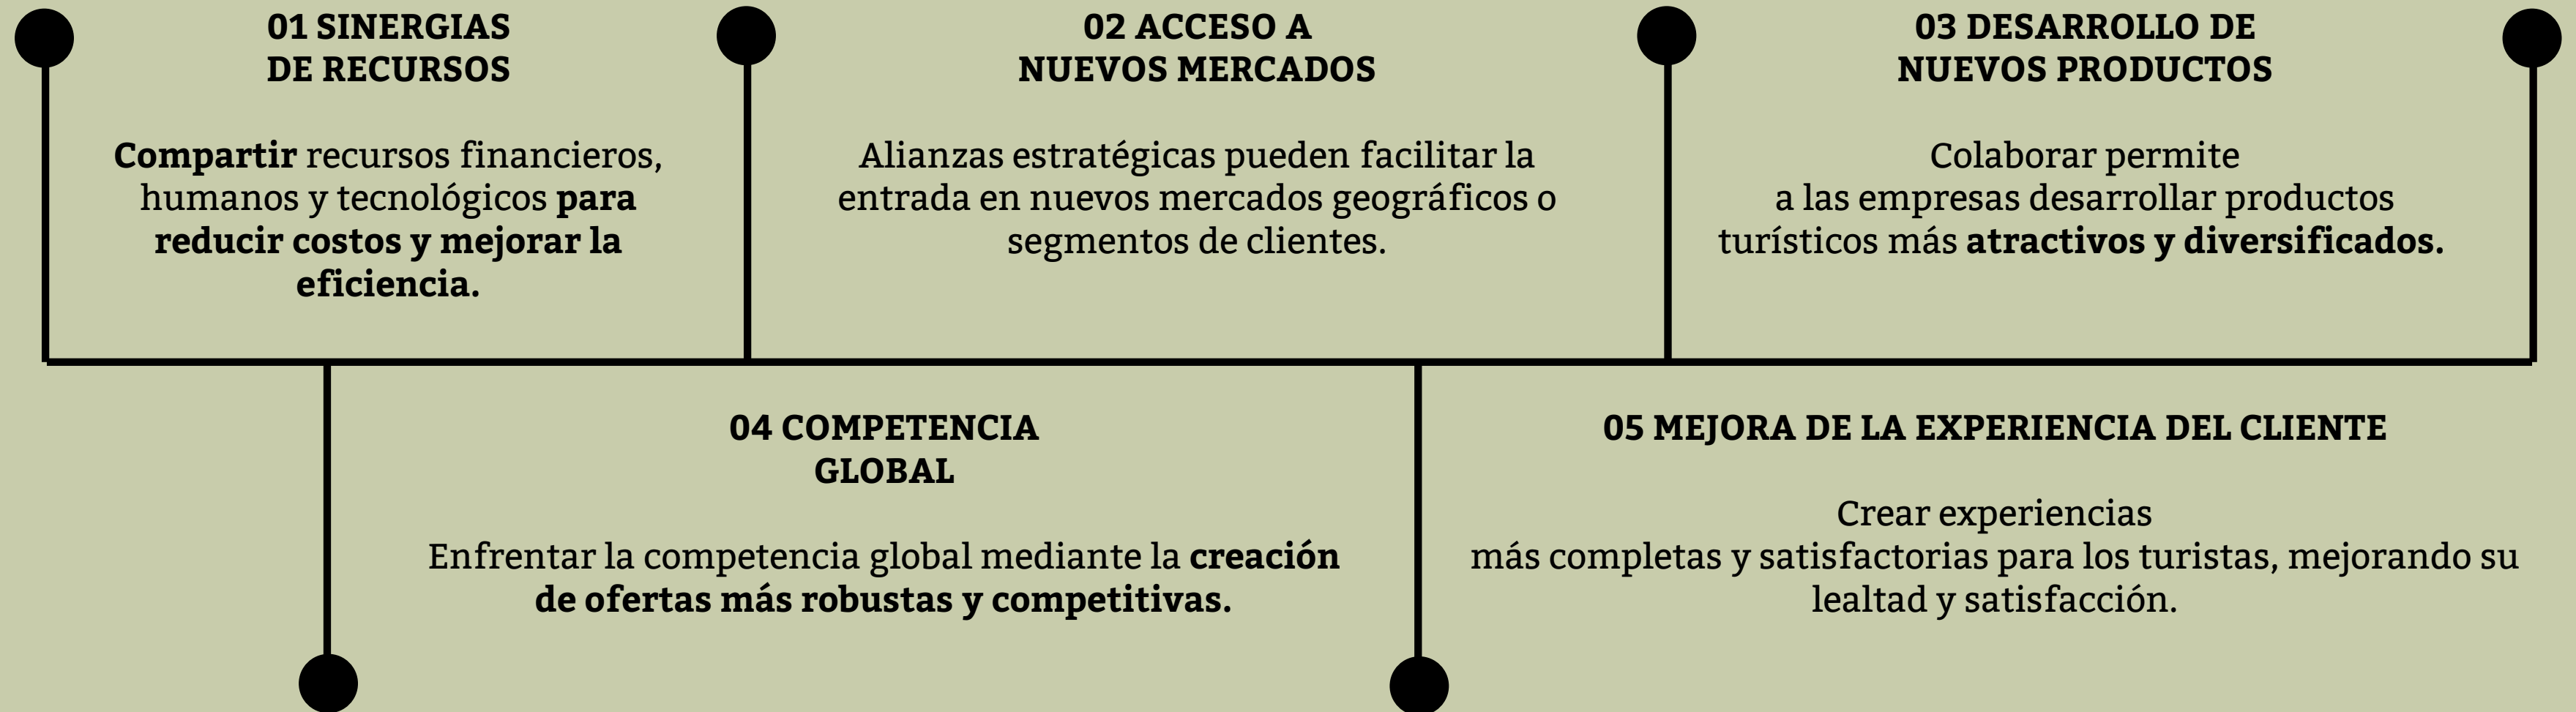 01 SINERGIAS
DE RECURSOS
Compartir recursos financieros,
humanos y tecnológicos para
reducir costos y mejorar la
eficiencia.
02 ACCESO A
NUEVOS MERCADOS
Alianzas estratégicas pueden facilitar la
entrada en nuevos mercados geográficos o
segmentos de clientes.
03 DESARROLLO DE
NUEVOS PRODUCTOS
Colaborar permite
a las empresas desarrollar productos
turísticos más atractivos y diversificados.
04 COMPETENCIA
GLOBAL
Enfrentar la competencia global mediante la creación
de ofertas más robustas y competitivas.
05 MEJORA DE LA EXPERIENCIA DEL CLIENTE
Crear experiencias
más completas y satisfactorias para los turistas, mejorando su
lealtad y satisfacción.